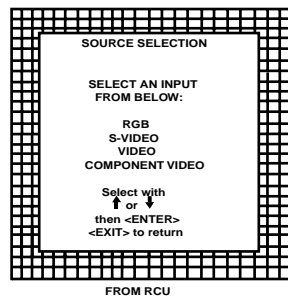 SOURCE SELECTION
SELECT AN INPUT
FROM BELOW:
RGB
S-VIDEO
VIDEO
COMPONENT VIDEO
Select with
⬆ or ⬇
then <ENTER>
<EXIT> to return
FROM RCU